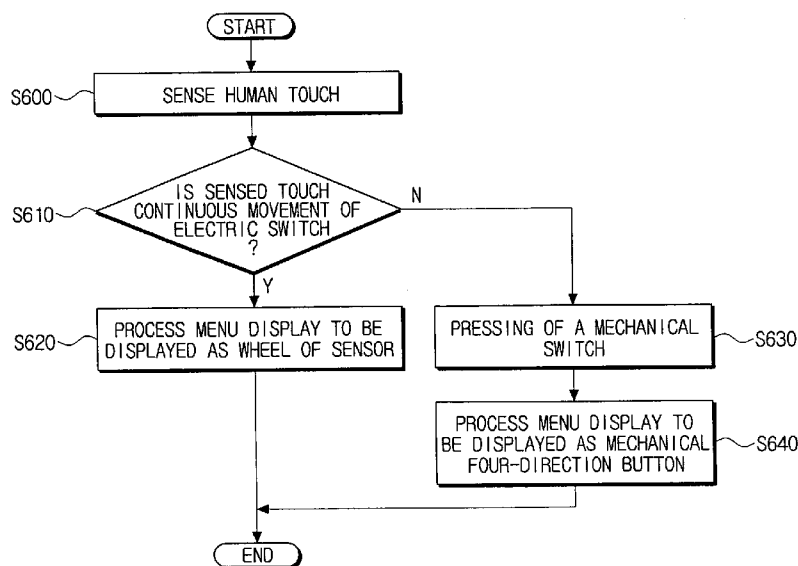 START
S600
SENSE HUMAN TOUCH
S610
IS SENSED TOUCH
CONTINUOUS MOVEMENT OF
ELECTRIC SWITCH
?
N
Y
S620
PROCESS MENU DISPLAY TO BE
DISPLAYED AS WHEEL OF SENSOR
PRESSING OF A MECHANICAL
SWITCH
S630
PROCESS MENU DISPLAY TO
BE DISPLAYED AS MECHANICAL
FOUR-DIRECTION BUTTON
S640
END